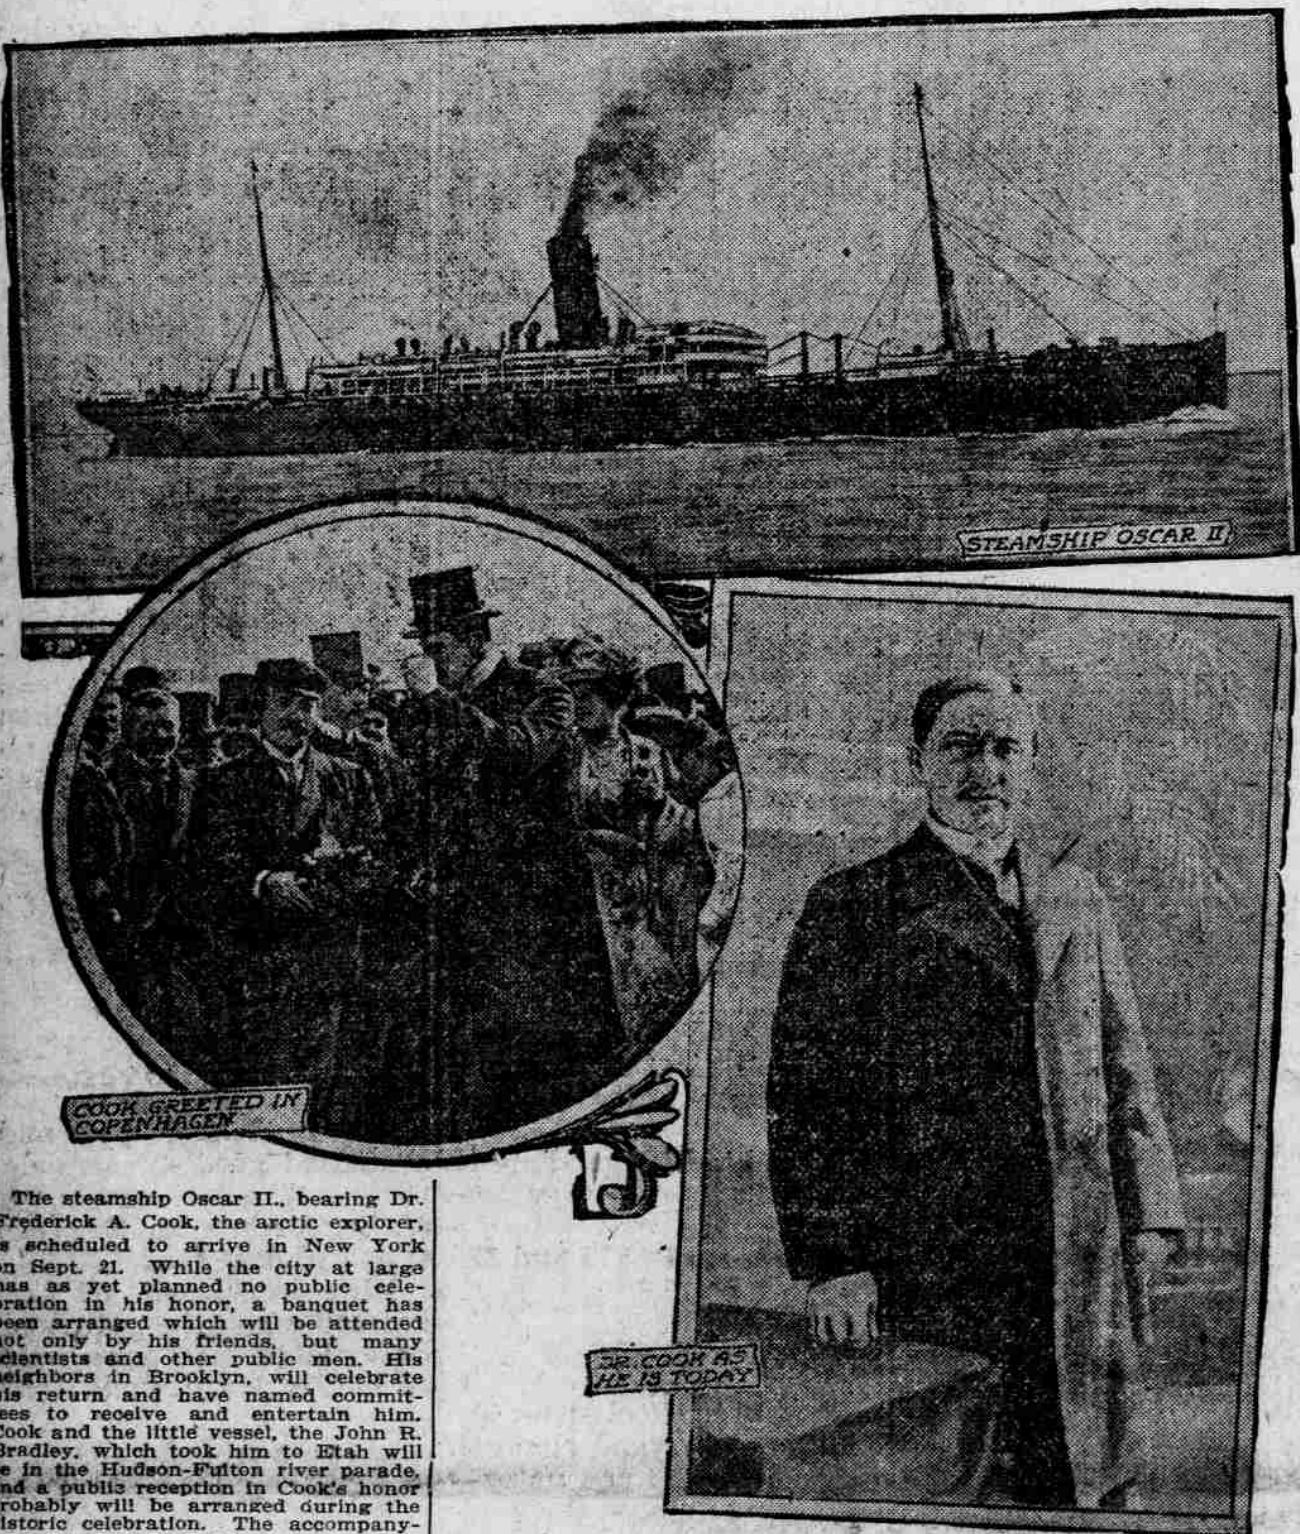 STEAMSHIP OSCAR II
COOK GREETED IN
COPENHAGEN
DR. COOK AS
HE IS TODAY
The steamship Oscar II., bearing Dr.
Frederick A. Cook, the arctic explorer,
s scheduled to arrive in New York
on Sept. 21. While the city at large
has as yet planned no public cele-
bration in his honor, a banquet has
been arranged which will be attended
not only by his friends, but many
scientists and other public men. His
neighbors in Brooklyn, will celebrate
his return and have named commit-
ees to receive and entertain him.
Cook and the little vessel, the John R.
Bradley, which took him to Etah will
e in the Hudson-Fulton river parade,
and a public reception in Cook's honor
probably will be arranged during the
historic celebration. The accompany-